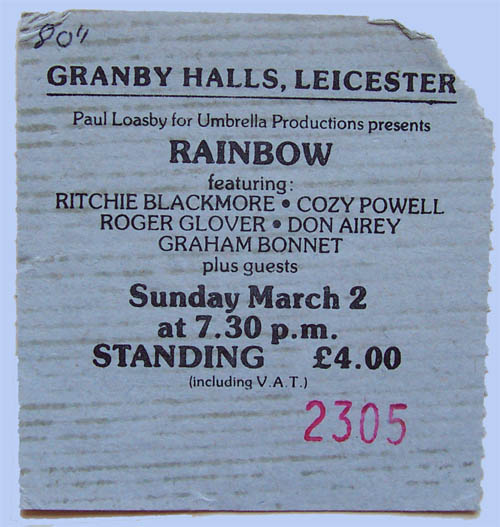 80"
GRANBY HALLS, LEICESTER
Paul Loasby for Umbrella Productions presents
RAINBOW
featuring:
RITCHIE BLACKMORE • COZY POWELL
ROGER GLOVER • DON AIREY
GRAHAM BONNET
plus guests
Sunday March 2
at 7.30 p.m.
STANDING £4.00
(including V.A.T.)
2305